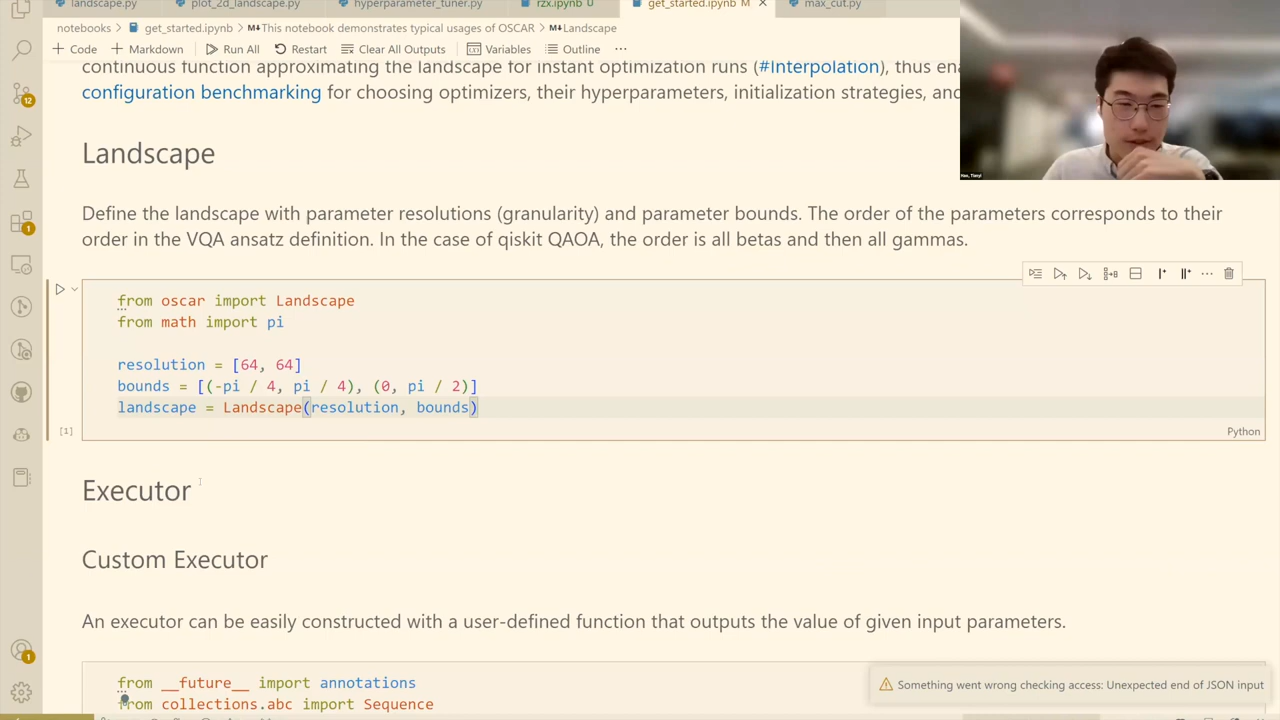 landscape.py plot_2d_landscape.py hyperparameter_tuner.py rzx.ipynb U get_started.ipynb M max_cut.py
notebooks > get_started.ipynb > M↓This notebook demonstrates typical usages of OSCAR > M↓Landscape
+ Code + Markdown Run All Restart Clear All Outputs Variables Outline ...
continuous function approximating the landscape for instant optimization runs (#Interpolation), thus ena
configuration benchmarking for choosing optimizers, their hyperparameters, initialization strategies, and
Hao, Tianyi
12
Landscape
Define the landscape with parameter resolutions (granularity) and parameter bounds. The order of the parameters corresponds to their
order in the VQA ansatz definition. In the case of qiskit QAOA, the order is all betas and then all gammas.
1
from oscar import Landscape
from math import pi
resolution = [64, 64]
bounds = [(-pi / 4, pi / 4), (0, pi / 2)]
landscape = Landscape(resolution, bounds)
[1]
Python
Executor
Custom Executor
An executor can be easily constructed with a user-defined function that outputs the value of given input parameters.
1
from __future__ import annotations
from collections.abc import Sequence
Something went wrong checking access: Unexpected end of JSON input